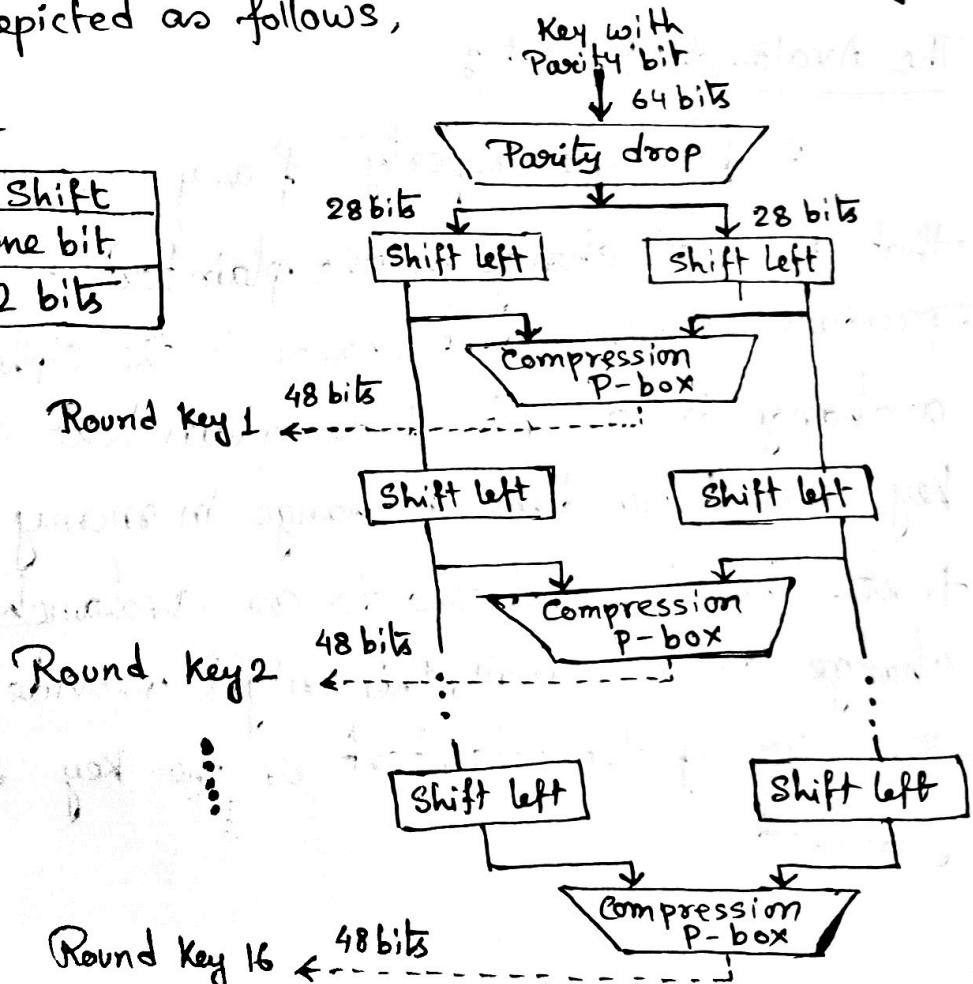 epicted as follows,
Key with
Parity bit
64 bits
Parity drop
Shift
ne bit
2 bits
28 bits
28 bits
Shift left
Shift left
Compression
P-box
48 bits
Round key 1
Shift left
Shift left
Compression
P-box
48 bits
Round key 2
Shift left
Shift left
Compression
P-box
48 bits
Round key 16